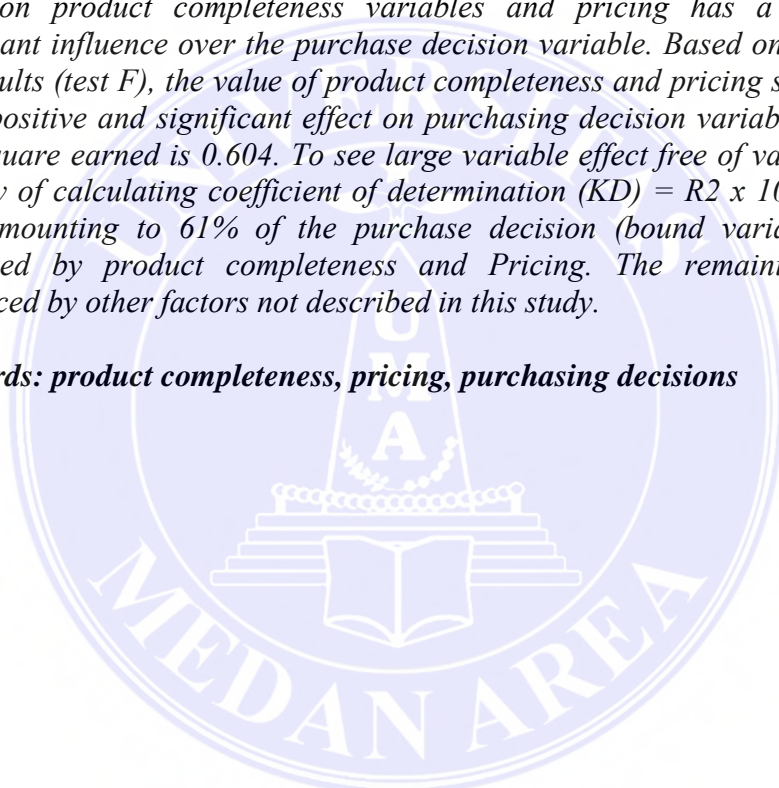 on product completeness variables and pricing has a
ant influence over the purchase decision variable. Based on
ults (test F), the value of product completeness and pricing s
positive and significant effect on purchasing decision variab
uare earned is 0.604. To see large variable effect free of va
y of calculating coefficient of determination (KD) = R2 x 10
mounting to 61% of the purchase decision (bound varia
ed by product completeness and Pricing. The remain
ced by other factors not described in this study.
rds: product completeness, pricing, purchasing decisions
UNIVERSITAS
UMA
MEDAN AREA